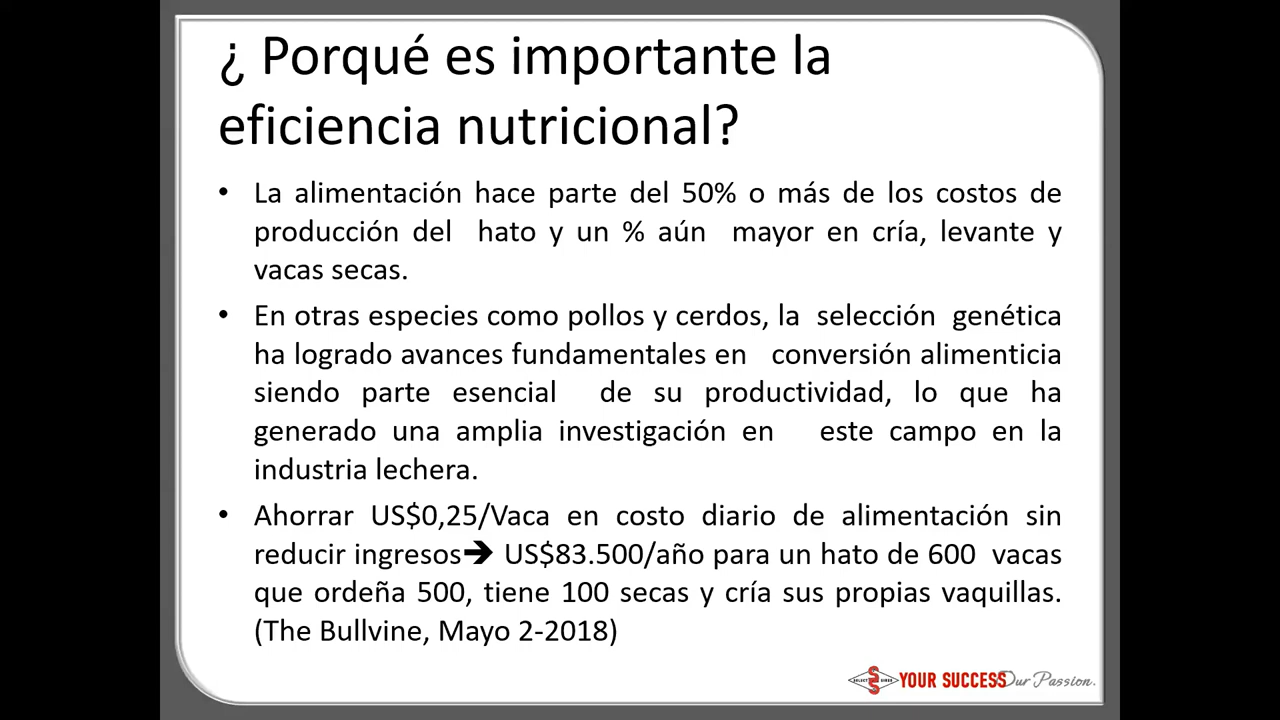 ¿ Porqué es importante la
eficiencia nutricional?
• La alimentación hace parte del 50% o más de los costos de
producción del hato y un % aún mayor en cría, levante y
vacas secas.
• En otras especies como pollos y cerdos, la selección genética
ha logrado avances fundamentales en conversión alimenticia
siendo parte esencial de su productividad, lo que ha
generado una amplia investigación en este campo en la
industria lechera.
• Ahorrar US$0,25/Vaca en costo diario de alimentación sin
reducir ingresos➔ US$83.500/año para un hato de 600 vacas
que ordeña 500, tiene 100 secas y cría sus propias vaquillas.
(The Bullvine, Mayo 2-2018)
SELECT SIRES YOUR SUCCESS Our Passion.